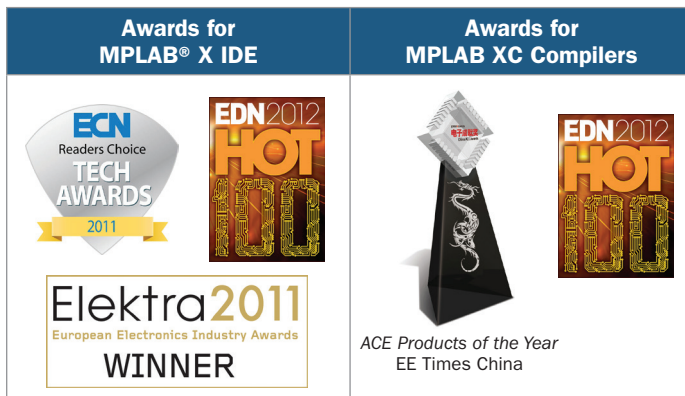 Awards for
MPLAB® X IDE
ECN
Readers Choice
TECH
AWARDS
2011
EDN2012
HOT
100
Elektra2011
European Electronics Industry Awards
WINNER
Awards for
MPLAB XC Compilers
EDN2012
HOT
100
ACE Products of the Year
EE Times China